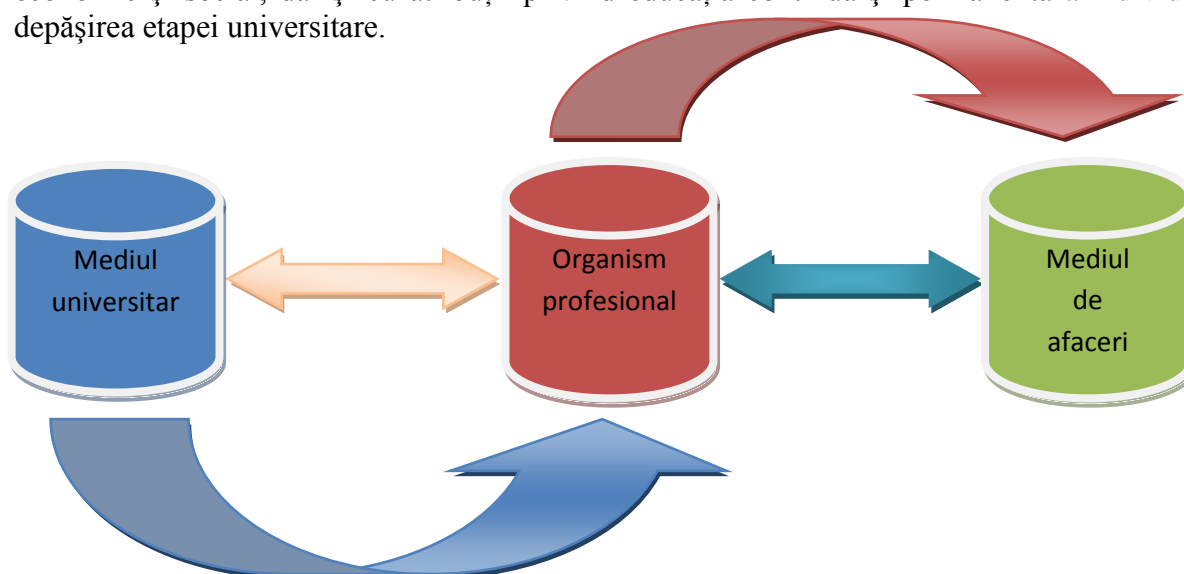 depăşirea etapei universitare.
Mediul
universitar
Organism
profesional
Mediul
de
afaceri